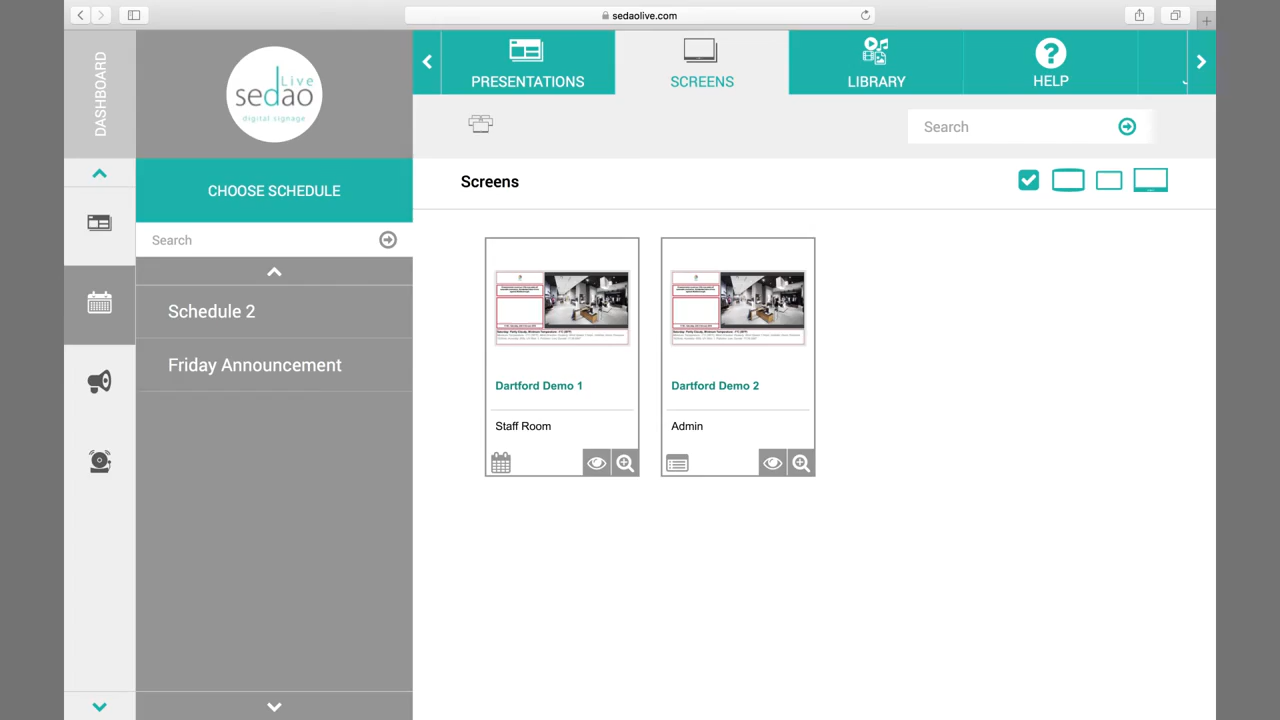 sedaolive.com
DASHBOARD
Live
sedao
digital signage
PRESENTATIONS
SCREENS
LIBRARY
HELP
Search
CHOOSE SCHEDULE
Search
Schedule 2
Friday Announcement
Screens
Dartford Demo 1
Staff Room
Dartford Demo 2
Admin